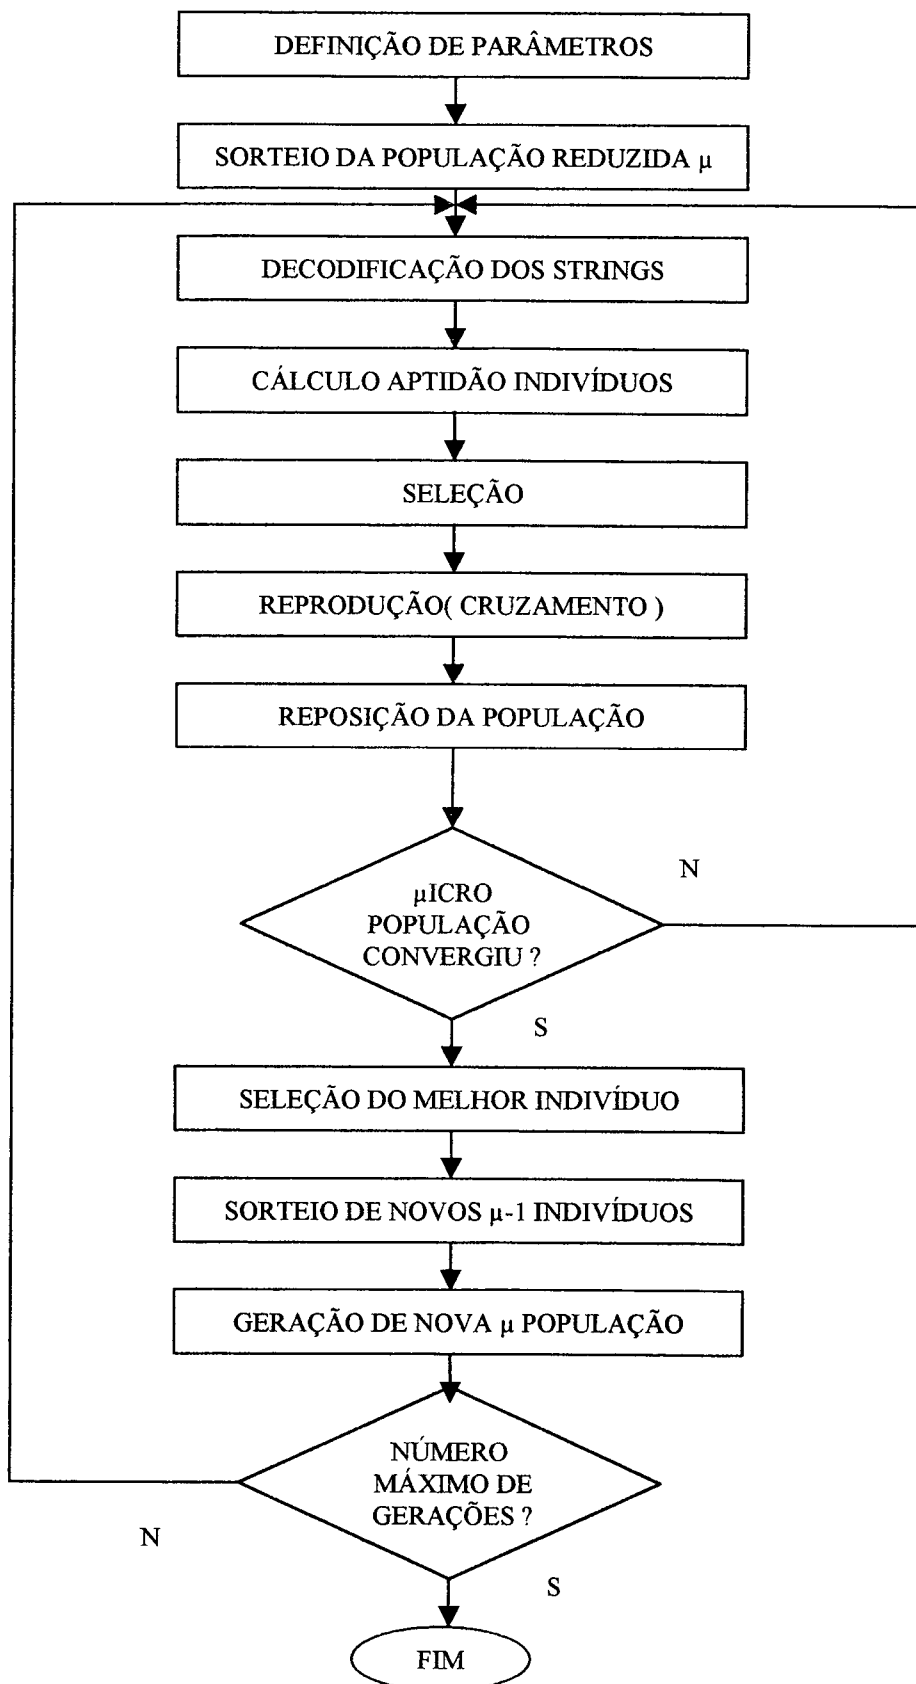 DEFINIÇÃO DE PARÂMETROS
SORTEIO DA POPULAÇÃO REDUZIDA µ
DECODIFICAÇÃO DOS STRINGS
CÁLCULO APTIDÃO INDIVÍDUOS
SELEÇÃO
REPRODUÇÃO( CRUZAMENTO )
REPOSIÇÃO DA POPULAÇÃO
N
µICRO
POPULAÇÃO
CONVERGIU ?
S
SELEÇÃO DO MELHOR INDIVÍDUO
SORTEIO DE NOVOS µ-1 INDIVÍDUOS
GERAÇÃO DE NOVA µ POPULAÇÃO
NÚMERO
MÁXIMO DE
GERAÇÕES ?
N
S
FIM